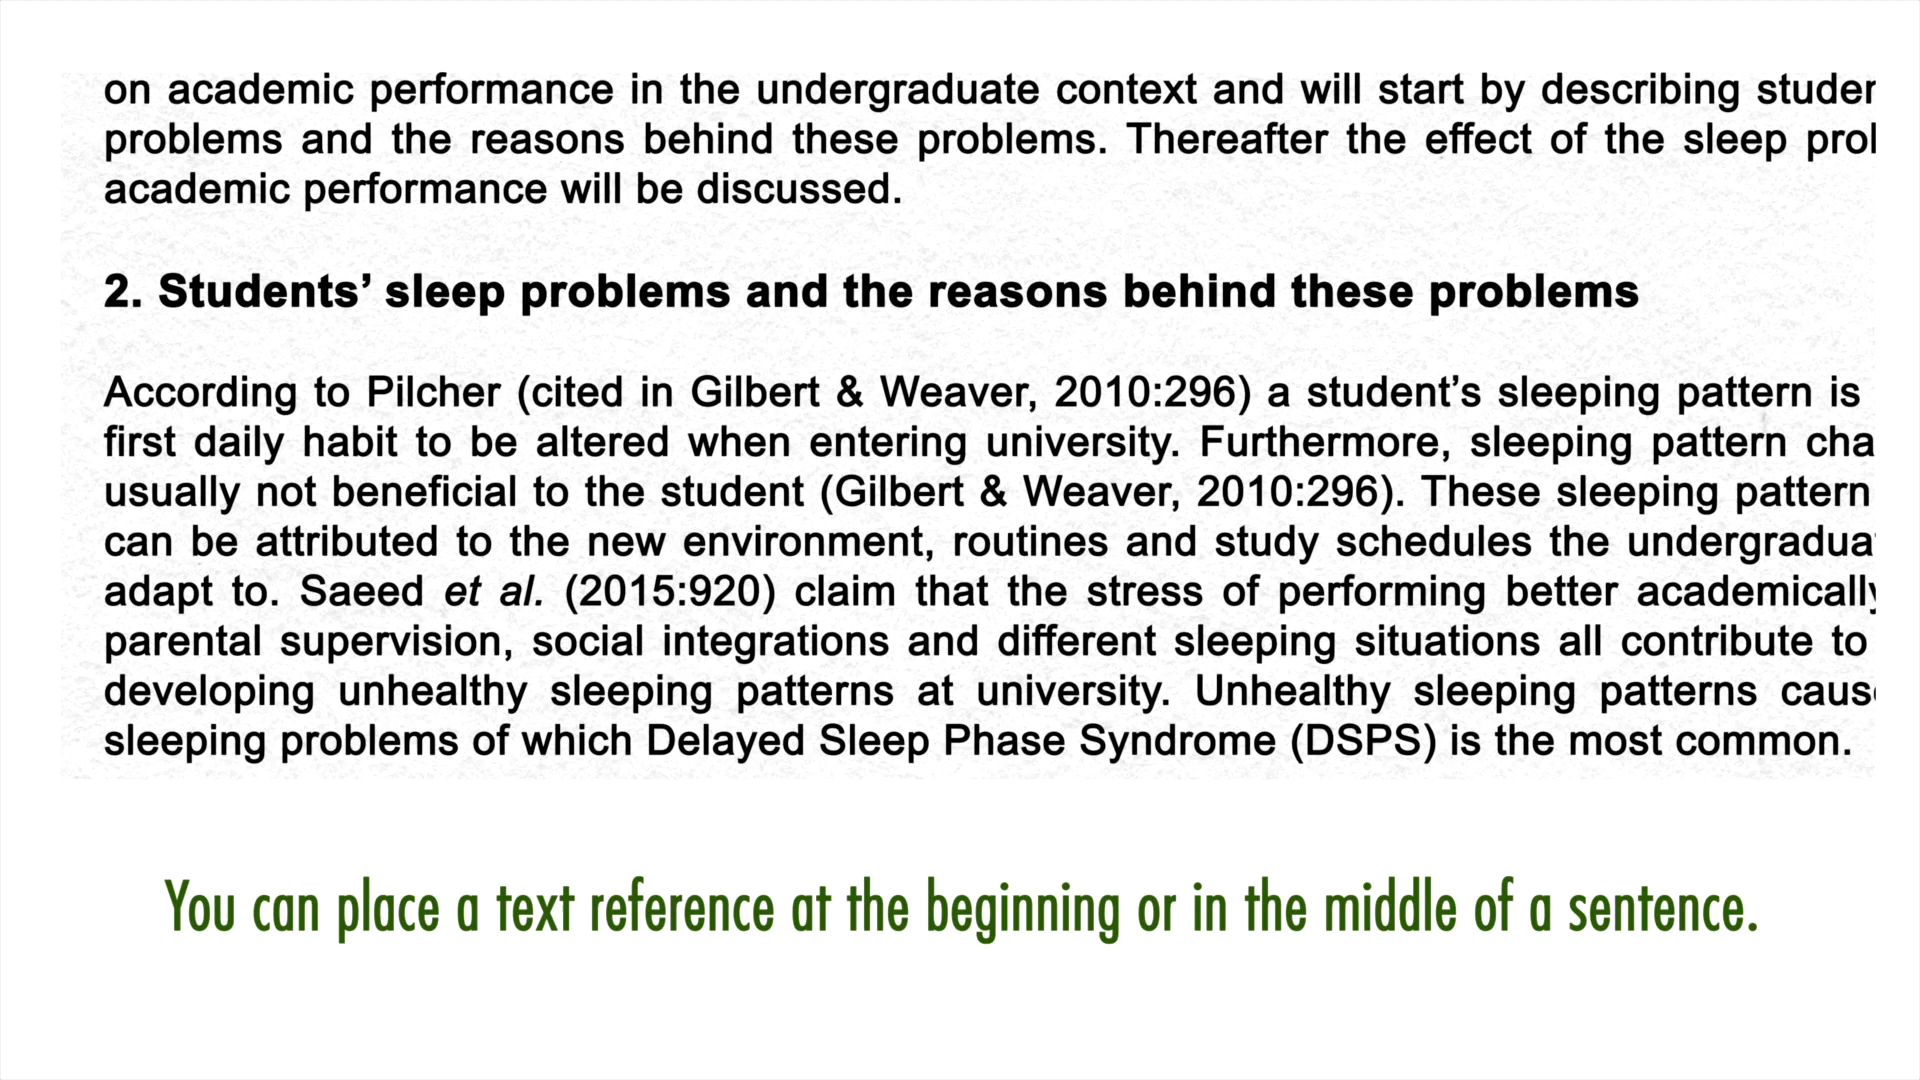 on academic performance in the undergraduate context and will start by describing
problems and the reasons behind these problems. Thereafter the effect of the sleep
academic performance will be discussed.
2. Students’ sleep problems and the reasons behind these problems
According to Pilcher (cited in Gilbert & Weaver, 2010:296) a student’s sleeping pattern is
first daily habit to be altered when entering university. Furthermore, sleeping pattern
usually not beneficial to the student (Gilbert & Weaver, 2010:296). These sleeping pattern
can be attributed to the new environment, routines and study schedules the
adapt to. Saeed et al. (2015:920) claim that the stress of performing better academically
parental supervision, social integrations and different sleeping situations all contribute to
developing unhealthy sleeping patterns at university. Unhealthy sleeping patterns
sleeping problems of which Delayed Sleep Phase Syndrome (DSPS) is the most common.
You can place a text reference at the beginning or in the middle of a sentence.